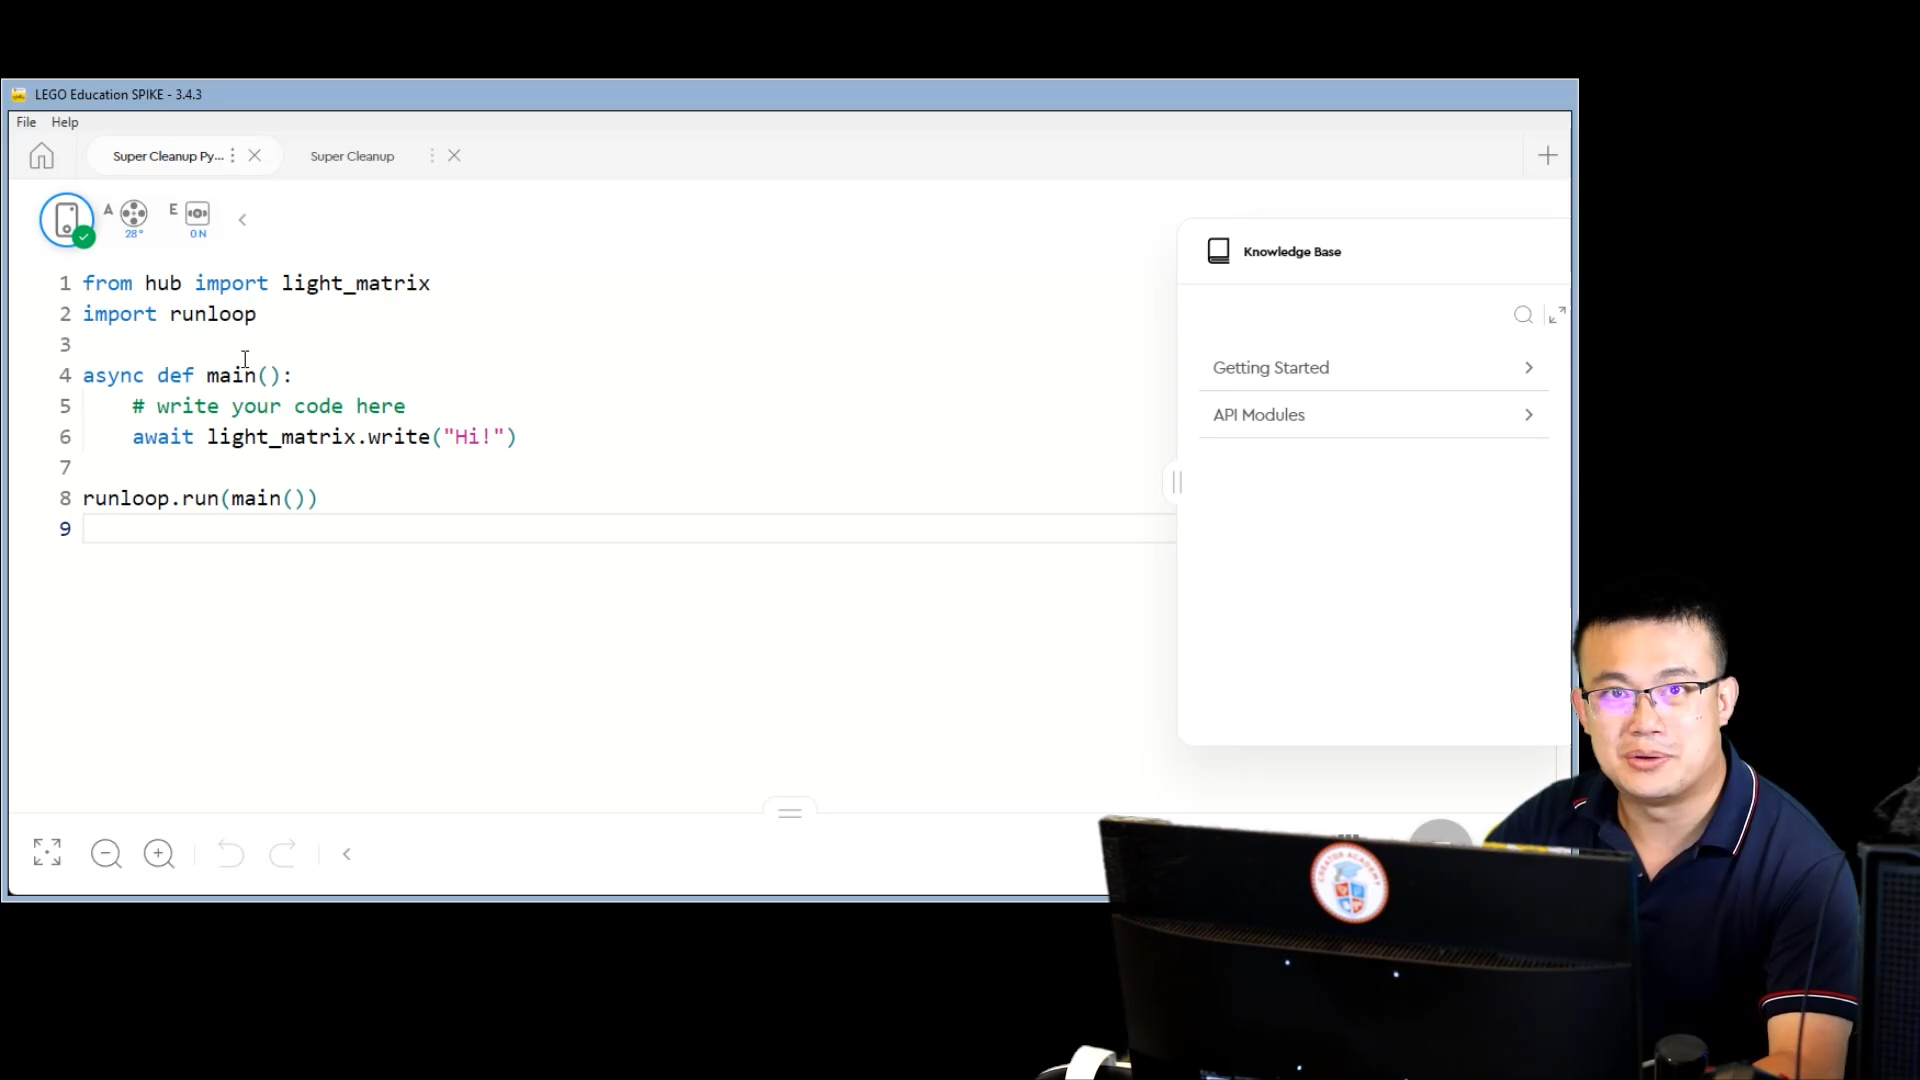 LEGO Education SPIKE - 3.4.3
File Help
Super Cleanup Py... Super Cleanup
A E
28° ON
Knowledge Base
Getting Started
API Modules
1 from hub import light_matrix
2 import runloop
3
4 async def main():
5 # write your code here
6 await light_matrix.write("Hi!")
7
8 runloop.run(main())
9
CREATOR ACADEMY